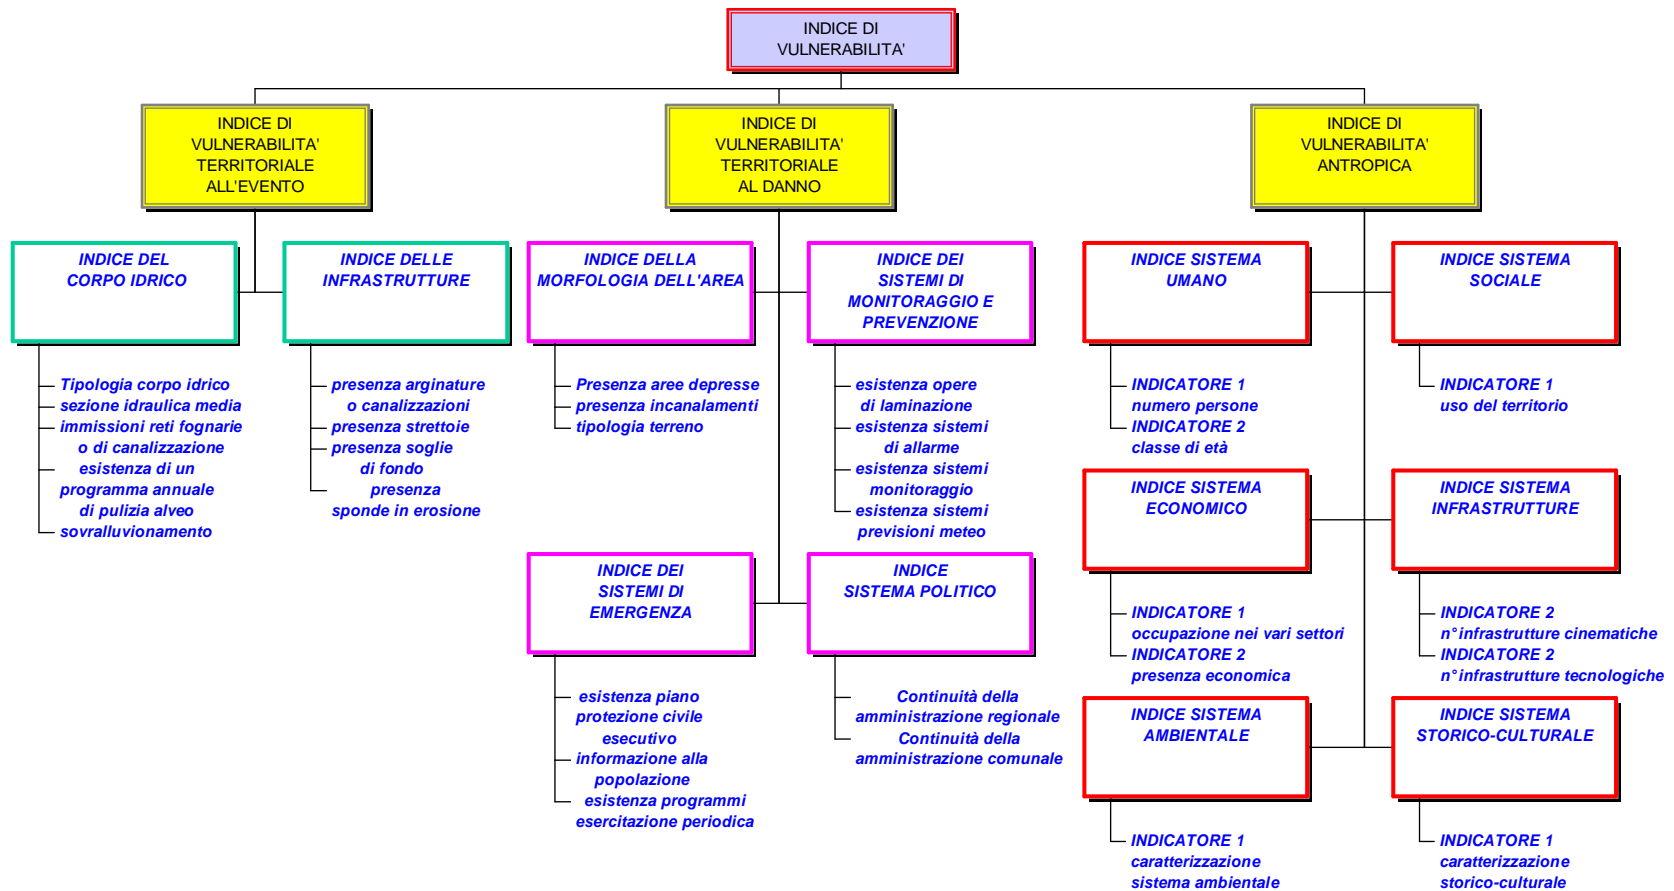 INDICE DI
VULNERABILITA'
INDICE DI
VULNERABILITA'
TERRITORIALE
ALL'EVENTO
INDICE DI
VULNERABILITA'
TERRITORIALE
AL DANNO
INDICE DI
VULNERABILITA'
ANTROPICA
INDICE DEL
CORPO IDRICO
Tipologia corpo idrico
sezione idraulica media
immissioni reti fognarie
o di canalizzazione
esistenza di un
programma annuale
di pulizia alveo
sovralluvionamento
INDICE DELLE
INFRASTRUTTURE
presenza arginature
o canalizzazioni
presenza strettoie
presenza soglie
di fondo
presenza
sponde in erosione
INDICE DELLA
MORFOLOGIA DELL'AREA
Presenza aree depresse
presenza incanalamenti
tipologia terreno
INDICE DEI
SISTEMI DI
MONITORAGGIO E
PREVENZIONE
esistenza opere
di laminazione
esistenza sistemi
di allarme
esistenza sistemi
monitoraggio
esistenza sistemi
previsioni meteo
INDICE DEI
SISTEMI DI
EMERGENZA
esistenza piano
protezione civile
esecutivo
informazione alla
popolazione
esistenza programmi
esercitazione periodica
INDICE
SISTEMA POLITICO
Continuità della
amministrazione regionale
Continuità della
amministrazione comunale
INDICE SISTEMA
UMANO
INDICATORE 1
numero persone
INDICATORE 2
classe di età
INDICE SISTEMA
SOCIALE
INDICATORE 1
uso del territorio
INDICE SISTEMA
ECONOMICO
INDICATORE 1
occupazione nei vari settori
INDICATORE 2
presenza economica
INDICE SISTEMA
INFRASTRUTTURE
INDICATORE 2
n°infrastrutture cinematiche
INDICATORE 2
n°infrastrutture tecnologiche
INDICE SISTEMA
AMBIENTALE
INDICATORE 1
caratterizzazione
sistema ambientale
INDICE SISTEMA
STORICO-CULTURALE
INDICATORE 1
caratterizzazione
storico-culturale